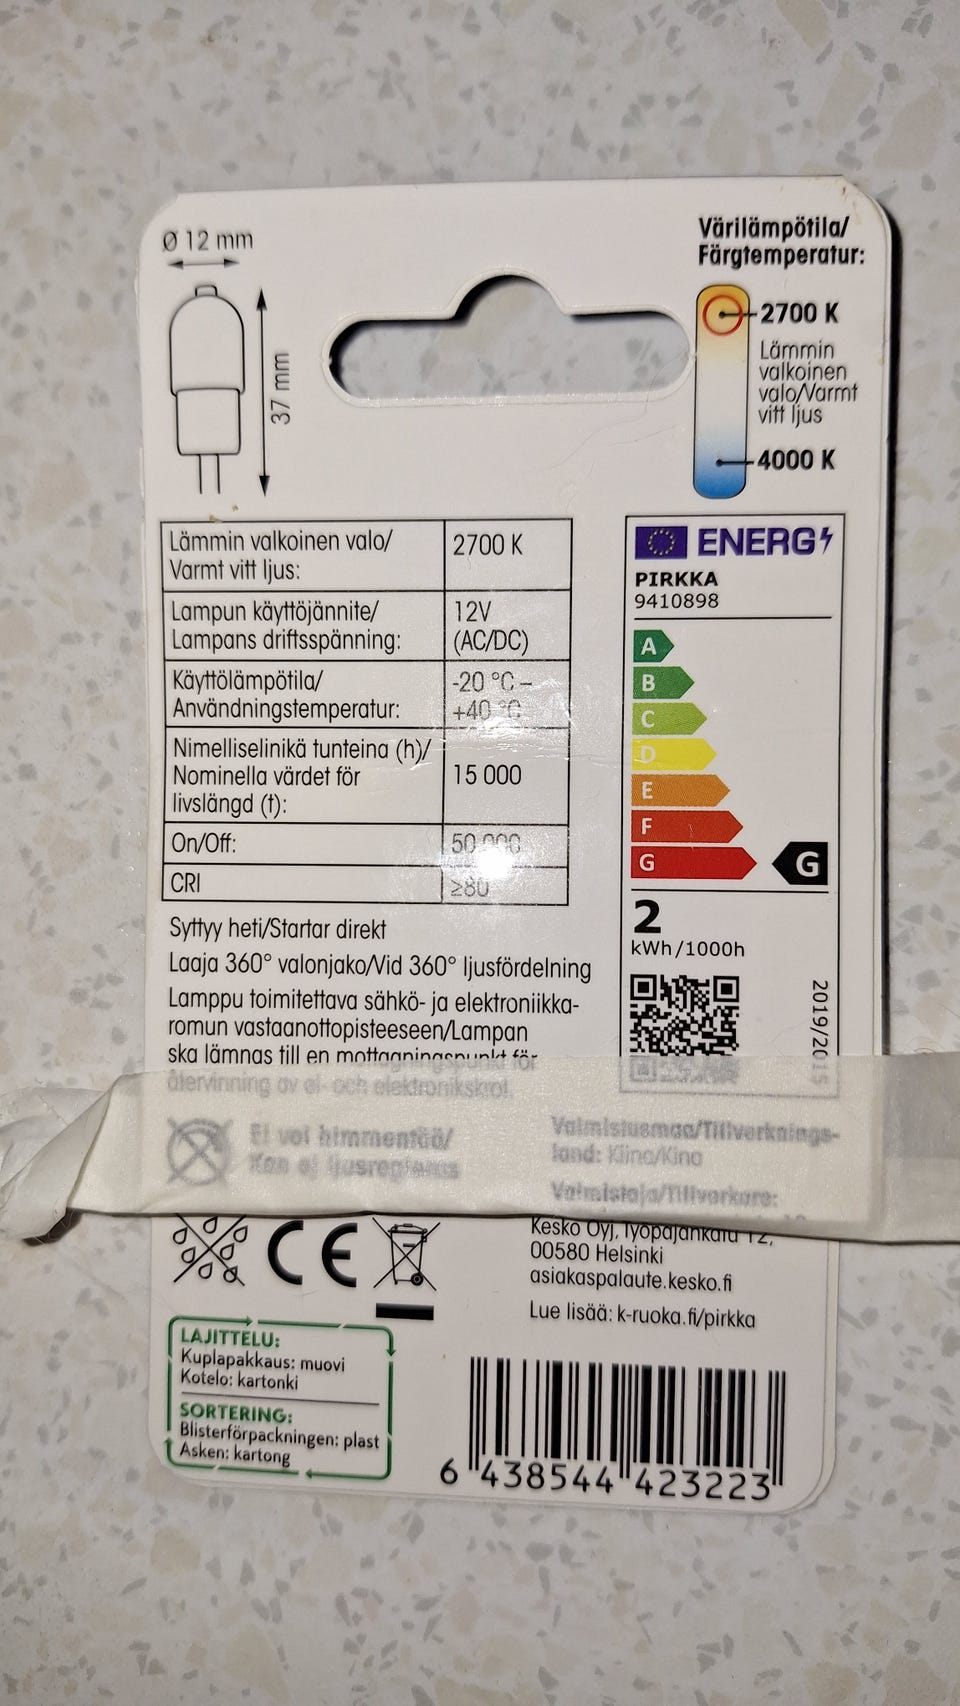 Ø 12 mm
37 mm
Värilämpötila/
Färgtemperatur:
2700 K
Lämmin
valkoinen
valo/Varmt
vitt ljus
4000 K
Lämmin valkoinen valo/
Varmt vitt ljus:
2700 K
Lampun käyttöjännite/
Lampans driftsspänning:
12V
(AC/DC)
Käyttölämpötila/
Användningstemperatur:
-20 °C –
+40 °C
Nimelliselinikä tunteina (h)/
Nominella värdet för
livslängd (t):
15 000
On/Off:
50 000
CRI
≥80
Syttyy heti/Startar direkt
Laaja 360° valonjako/Vid 360° ljusfördelning
Lamppu toimitettava sähkö- ja elektroniikka-
romun vastaanottopisteeseen/Lampan
ska lämnas till en mottagningspunkt för
återvinning av el- och elektronikskrot.
Ei voi himmentää/
Kan ej ljusregleras
ENERG
PIRKKA
9410898
A
B
C
D
E
F
G
G
2
kWh/1000h
2019/2015
Valmistusmaa/Tillverknings-
land: Kiina/Kina
Valmistaja/Tillverkare:
Kesko Oyj, Työpajankatu 12,
00580 Helsinki
asiakaspalaute.kesko.fi
Lue lisää: k-ruoka.fi/pirkka
CE
LAJITTELU:
Kuplapakkaus: muovi
Kotelo: kartonki
SORTERING:
Blisterförpackningen: plast
Asken: kartong
6 438544 423223